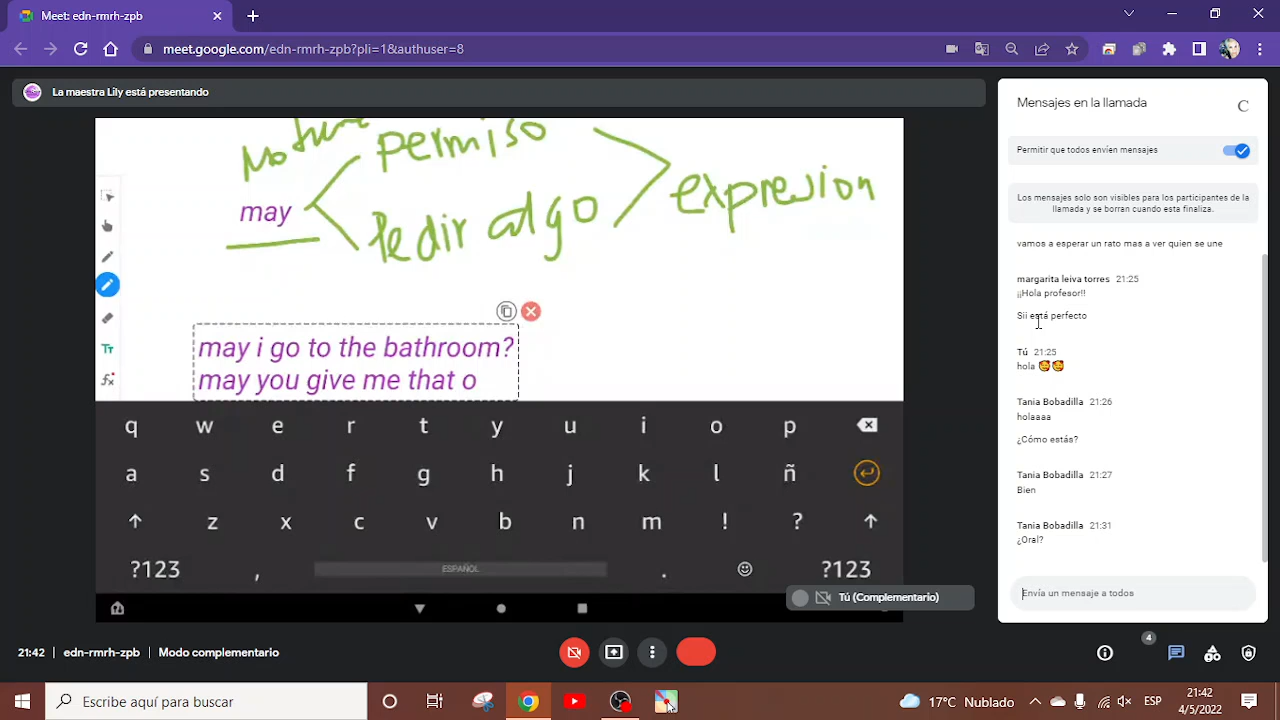 Meet: edn-rmrh-zpb
meet.google.com/edn-rmrh-zpb?pli=1&authuser=8
La maestra Lily está presentando
Mensajes en la llamada
Permitir que todos envíen mensajes
Los mensajes solo son visibles para los participantes de la
llamada y se borran cuando esta finaliza.
vamos a esperar un rato mas a ver quien se une
margarita leiva torres 21:25
¡¡Hola profesor!!
Sii está perfecto
Tú 21:25
hola 🥰🥰
Tania Bobadilla 21:26
holaaaa
¿Cómo estás?
Tania Bobadilla 21:27
Bien
Tania Bobadilla 21:31
¿Oral?
Envía un mensaje a todos
permiso
may
pedir algo
expresion
Tt
fx
may i go to the bathroom?
may you give me that o
q w e r t y u i o p
a s d f g h j k l ñ
z x c v b n m ! ?
?123 , ESPAÑOL . ?123
Tú (Complementario)
21:42 edn-rmrh-zpb Modo complementario
4
Escribe aquí para buscar
17°C Nublado ESP 21:42
4/5/2022